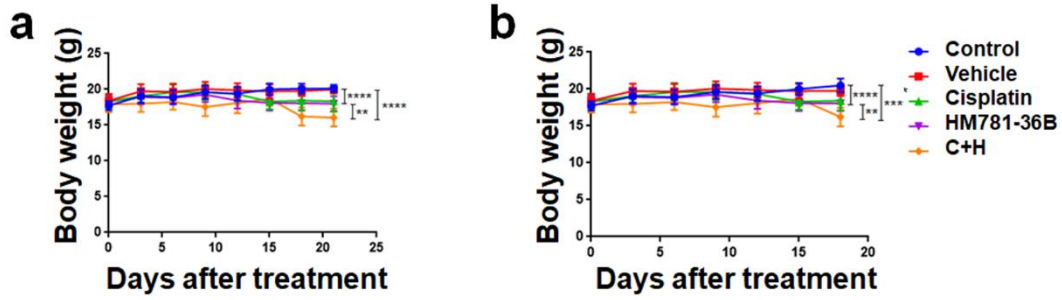 a
Body weight (g)
25
20
15
10
5
0
0 5 10 15 20 25
Days after treatment
****
**
****
b
Body weight (g)
25
20
15
10
5
0
0 5 10 15 20
Days after treatment
****
**
***
*
Control
Vehicle
Cisplatin
HM781-36B
C+H